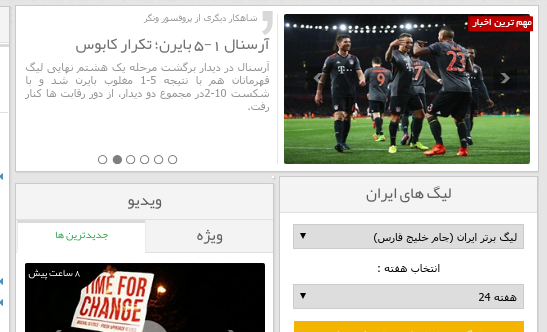 مهم ترین اخبار
شاهکار دیگری از پروفسور ونگر
آرسنال ۱-۵ بایرن؛ تکرار کابوس
آرسنال در دیدار برگشت مرحله یک هشتم نهایی لیگ
قهرمانان هم با نتیجه 5-1 مغلوب بایرن شد و با
شکست 10-2در مجموع دو دیدار، از دور رقابت ها کنار
رفت.
لیگ های ایران
لیگ برتر ایران (جام خلیج فارس)
انتخاب هفته :
هفته 24
ویدیو
ویژه
جدیدترین ها
۸ ساعت پیش
TIME FOR
CHANGE